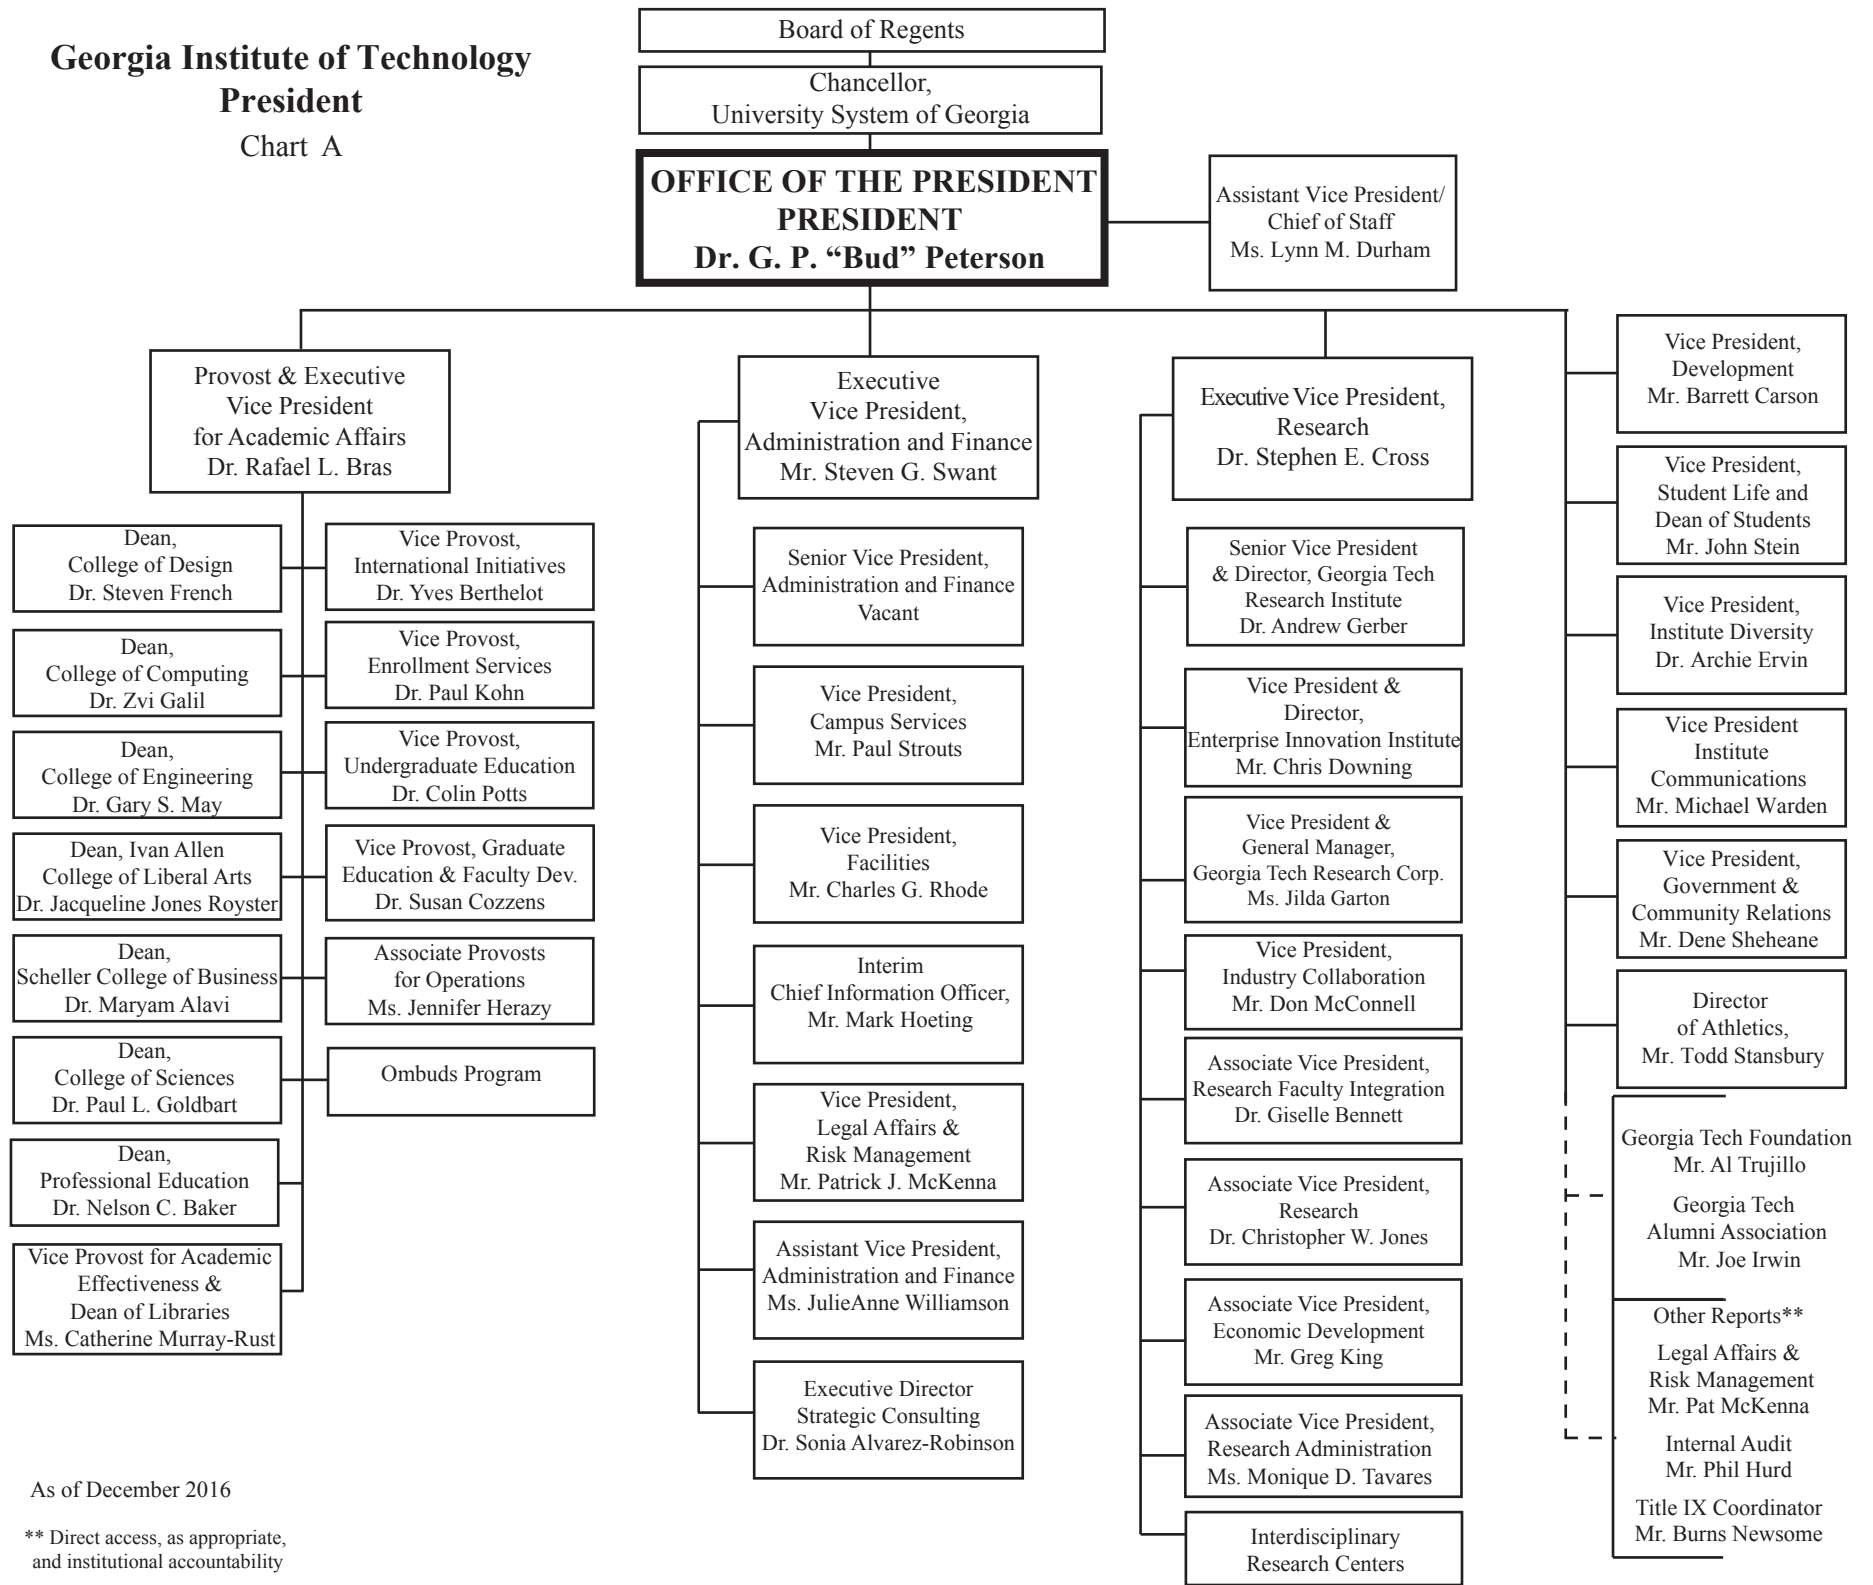 Georgia Institute of Technology
President
Chart A
Board of Regents
Chancellor,
University System of Georgia
OFFICE OF THE PRESIDENT
PRESIDENT
Dr. G. P. “Bud” Peterson
Assistant Vice President/
Chief of Staff
Ms. Lynn M. Durham
Provost & Executive
Vice President
for Academic Affairs
Dr. Rafael L. Bras
Dean,
College of Design
Dr. Steven French
Dean,
College of Computing
Dr. Zvi Galil
Dean,
College of Engineering
Dr. Gary S. May
Dean, Ivan Allen
College of Liberal Arts
Dr. Jacqueline Jones Royster
Dean,
Scheller College of Business
Dr. Maryam Alavi
Dean,
College of Sciences
Dr. Paul L. Goldbart
Dean,
Professional Education
Dr. Nelson C. Baker
Vice Provost for Academic
Effectiveness &
Dean of Libraries
Ms. Catherine Murray-Rust
Vice Provost,
International Initiatives
Dr. Yves Berthelot
Vice Provost,
Enrollment Services
Dr. Paul Kohn
Vice Provost,
Undergraduate Education
Dr. Colin Potts
Vice Provost, Graduate
Education & Faculty Dev.
Dr. Susan Cozzens
Associate Provosts
for Operations
Ms. Jennifer Herazy
Ombuds Program
Executive
Vice President,
Administration and Finance
Mr. Steven G. Swant
Senior Vice President,
Administration and Finance
Vacant
Vice President,
Campus Services
Mr. Paul Strouts
Vice President,
Facilities
Mr. Charles G. Rhode
Interim
Chief Information Officer,
Mr. Mark Hoeting
Vice President,
Legal Affairs &
Risk Management
Mr. Patrick J. McKenna
Assistant Vice President,
Administration and Finance
Ms. JulieAnne Williamson
Executive Director
Strategic Consulting
Dr. Sonia Alvarez-Robinson
Executive Vice President,
Research
Dr. Stephen E. Cross
Senior Vice President
& Director, Georgia Tech
Research Institute
Dr. Andrew Gerber
Vice President &
Director,
Enterprise Innovation Institute
Mr. Chris Downing
Vice President &
General Manager,
Georgia Tech Research Corp.
Ms. Jilda Garton
Vice President,
Industry Collaboration
Mr. Don McConnell
Associate Vice President,
Research Faculty Integration
Dr. Giselle Bennett
Associate Vice President,
Research
Dr. Christopher W. Jones
Associate Vice President,
Economic Development
Mr. Greg King
Associate Vice President,
Research Administration
Ms. Monique D. Tavares
Interdisciplinary
Research Centers
Vice President,
Development
Mr. Barrett Carson
Vice President,
Student Life and
Dean of Students
Mr. John Stein
Vice President,
Institute Diversity
Dr. Archie Ervin
Vice President
Institute
Communications
Mr. Michael Warden
Vice President,
Government &
Community Relations
Mr. Dene Sheheane
Director
of Athletics,
Mr. Todd Stansbury
Georgia Tech Foundation
Mr. Al Trujillo
Georgia Tech
Alumni Association
Mr. Joe Irwin
Other Reports**
Legal Affairs &
Risk Management
Mr. Pat McKenna
Internal Audit
Mr. Phil Hurd
Title IX Coordinator
Mr. Burns Newsome
As of December 2016
** Direct access, as appropriate,
and institutional accountability